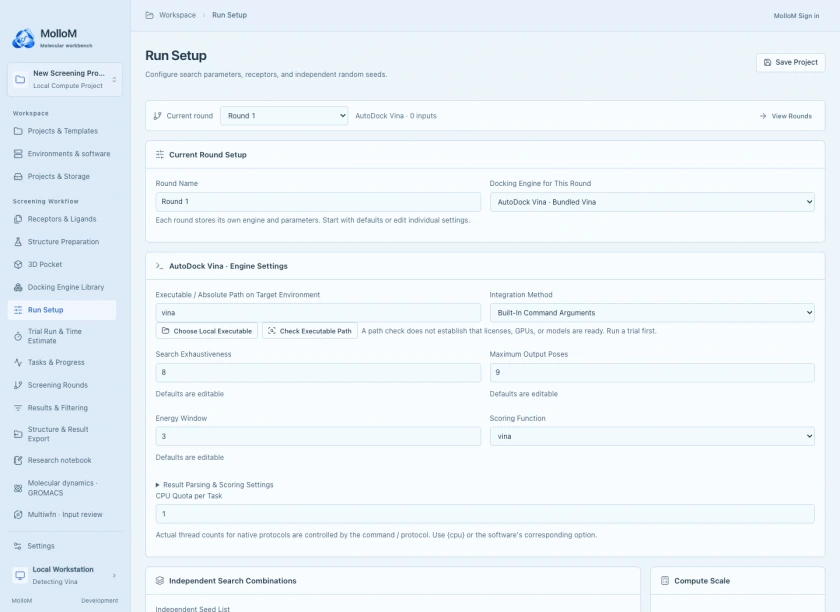 MolloM
Molecular workbench
New Screening Pro...
Local Compute Project
Workspace
Projects & Templates
Environments & software
Projects & Storage
Screening Workflow
Receptors & Ligands
Structure Preparation
3D Pocket
Docking Engine Library
Run Setup
Trial Run & Time
Estimate
Tasks & Progress
Screening Rounds
Results & Filtering
Structure & Result
Export
Research notebook
Molecular dynamics ·
GROMACS
Multiwfn · Input review
Settings
Local Workstation
Detecting Vina
MolloM Development
Workspace › Run Setup
MolloM Sign in
Run Setup
Configure search parameters, receptors, and independent random seeds.
Save Project
Current round Round 1 AutoDock Vina · 0 inputs
View Rounds
Current Round Setup
Round Name
Round 1
Docking Engine for This Round
AutoDock Vina · Bundled Vina
Each round stores its own engine and parameters. Start with defaults or edit individual settings.
AutoDock Vina · Engine Settings
Executable / Absolute Path on Target Environment
vina
Integration Method
Built-In Command Arguments
Choose Local Executable
Check Executable Path
A path check does not establish that licenses, GPUs, or models are ready. Run a trial first.
Search Exhaustiveness
8
Defaults are editable
Maximum Output Poses
9
Defaults are editable
Energy Window
3
Defaults are editable
Scoring Function
vina
Result Parsing & Scoring Settings
CPU Quota per Task
1
Actual thread counts for native protocols are controlled by the command / protocol. Use {cpu} or the software's corresponding option.
Independent Search Combinations
Independent Seed List
Compute Scale